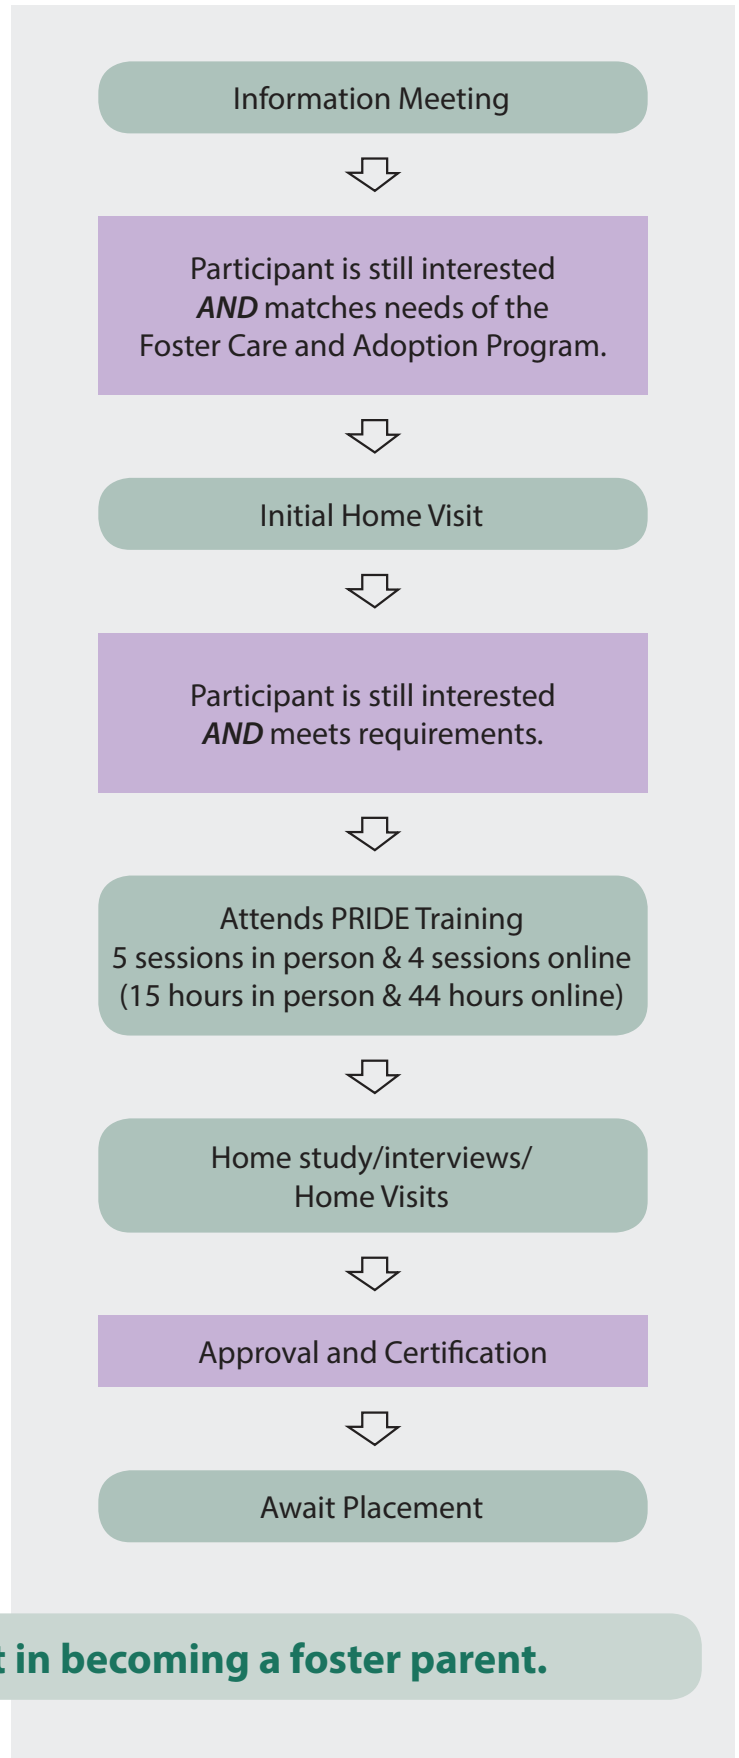 Information Meeting
Participant is still interested
AND matches needs of the
Foster Care and Adoption Program.
Initial Home Visit
Participant is still interested
AND meets requirements.
Attends PRIDE Training
5 sessions in person & 4 sessions online
(15 hours in person & 44 hours online)
Home study/interviews/
Home Visits
Approval and Certification
Await Placement
in becoming a foster parent.